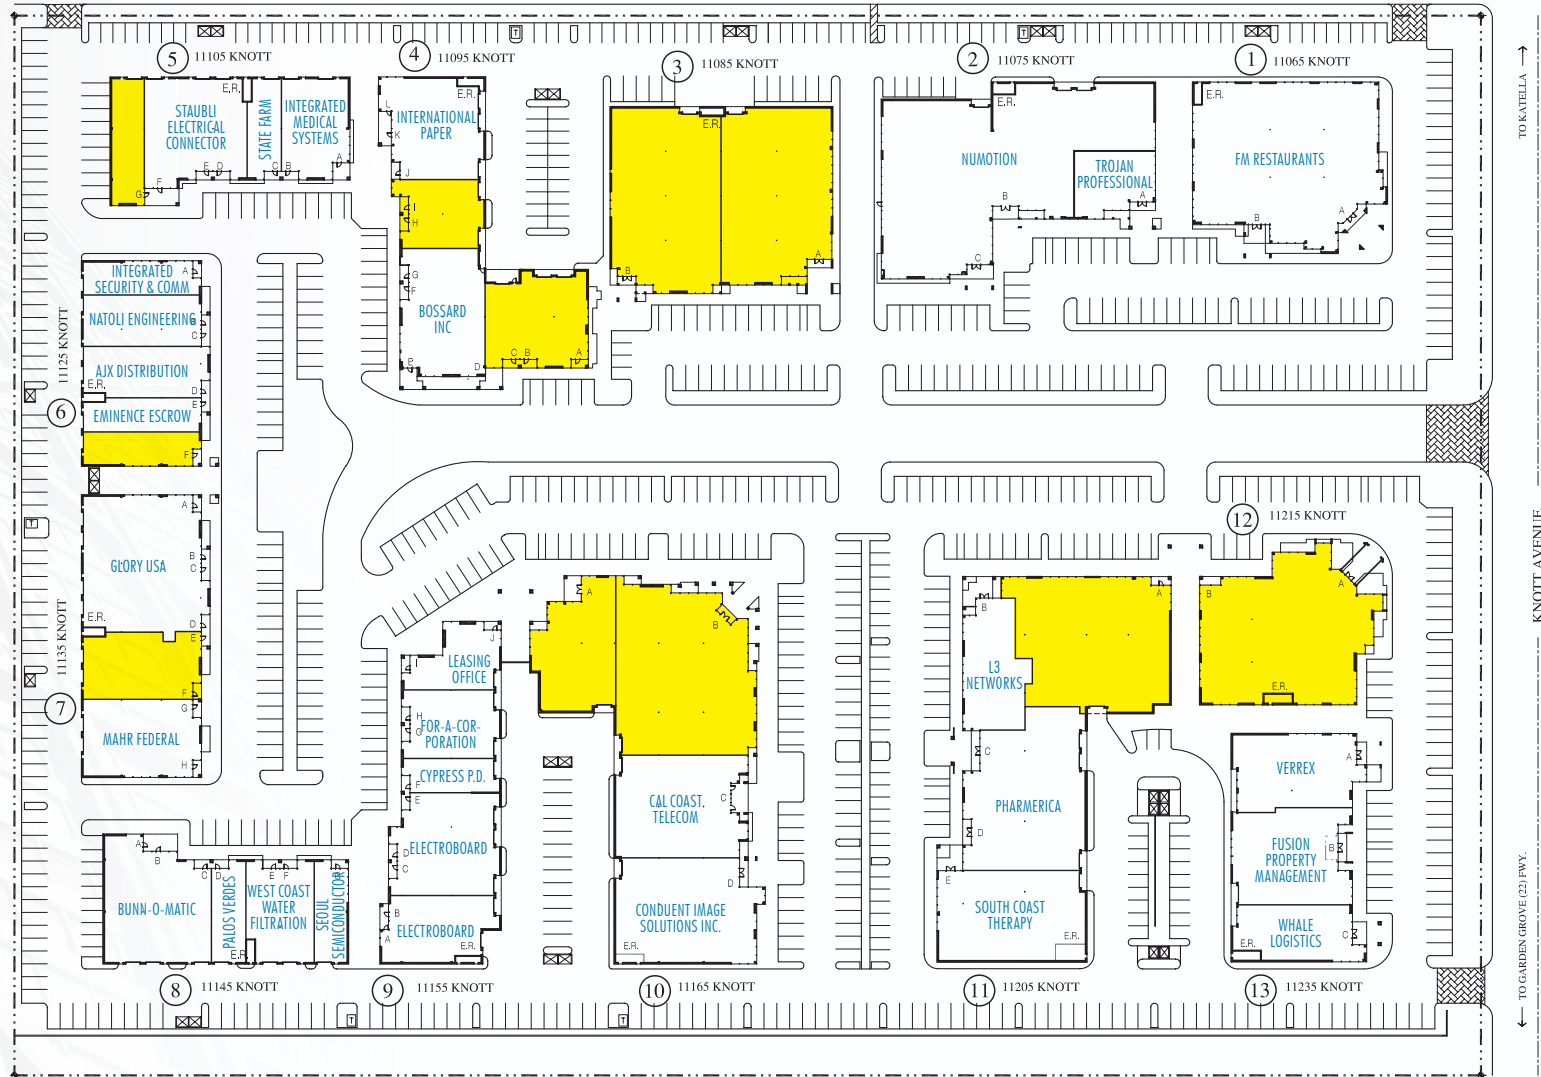 5
11105 KNOTT
4
11095 KNOTT
3
11085 KNOTT
2
11075 KNOTT
1
11065 KNOTT
TO KATELLA
E.R.
STAUBLI
ELECTRICAL
CONNECTOR
STATE FARM
INTEGRATED
MEDICAL
SYSTEMS
G
F
E
D
C
B
A
E.R.
L
INTERNATIONAL
PAPER
K
J
I
H
G
F
BOSSARD
INC
E
D
C
B
A
E.R.
B
A
E.R.
NUMOTION
TROJAN
PROFESSIONAL
B
A
C
E.R.
FM RESTAURANTS
B
A
11125 KNOTT
6
INTEGRATED
SECURITY & COMM
A
NATOLI ENGINEERING
B
C
AJX DISTRIBUTION
E.R.
D
E
EMINENCE ESCROW
F
11135 KNOTT
7
A
GLORY USA
B
C
E.R.
D
E
F
G
MAHR FEDERAL
H
12
11215 KNOTT
KNOTT AVENUE
A
B
E.R.
J
I
LEASING
OFFICE
H
G
FOR-A-COR-
PORATION
CYPRESS P.D.
F
E
ELECTROBOARD
D
C
B
A
ELECTROBOARD
E.R.
A
B
CAL COAST
TELECOM
C
D
CONDUENT IMAGE
SOLUTIONS INC.
E.R.
B
A
L3
NETWORKS
C
PHARMERICA
D
E
SOUTH COAST
THERAPY
E.R.
VERREX
A
FUSION
PROPERTY
MANAGEMENT
B
WHALE
LOGISTICS
C
E.R.
A
B
C
D
E
F
BUNN-O-MATIC
PALOS VERDES
WEST COAST
WATER
FILTRATION
SEOUL
SEMICONDUCTOR
E.R.
8
11145 KNOTT
9
11155 KNOTT
10
11165 KNOTT
11
11205 KNOTT
13
11235 KNOTT
TO GARDEN GROVE (22) FWY.
T
T
T
T
T